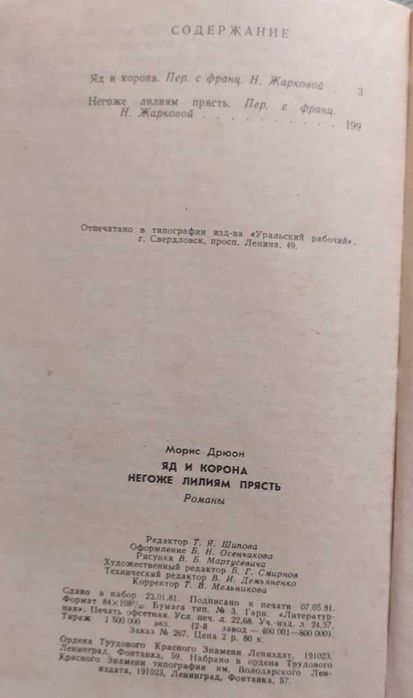 СОДЕРЖАНИЕ
Яд и корона. Пер. с франц. Н. Жарковой . 3
Негоже лилиям прясть. Пер. с франц.
Н. Жарковой . . . . . . . . . 199
Отпечатано в типографии изд-ва «Уральский рабочий».
г. Свердловск, просп. Ленина, 49.
Морис Дрюон
ЯД И КОРОНА
НЕГОЖЕ ЛИЛИЯМ ПРЯСТЬ
Романы
Редактор Т. Я. Шипова
Оформление Б. Н. Осенчакова
Рисунки В. Б. Мартусевича
Художественный редактор Б. Г. Смирнов
Технический редактор В. И. Демьяненко
Корректор Т. В. Мельникова
Сдано в набор 23.01.81. Подписано к печати 07.05.81.
Формат 84×108¹/₃₂. Бумага тип. № 3. Гарн. «Литератур-
ная». Печать офсетная. Усл. печ. л. 22,68. Уч.-изд. л. 24,57.
Тираж 1 500 000 экз. (2-й завод — 400 001—800 000).
Заказ № 267. Цена 2 р. 80 к.
Ордена Трудового Красного Знамени Лениздат, 191023,
Ленинград, Фонтанка, 59. Набрано в ордена Трудового
Красного Знамени типографии им. Володарского Лен-
издата, 191023, Ленинград, Фонтанка, 57.